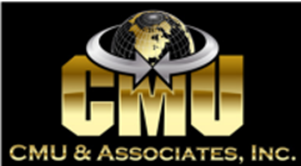 CMU
CMU & ASSOCIATES, INC.